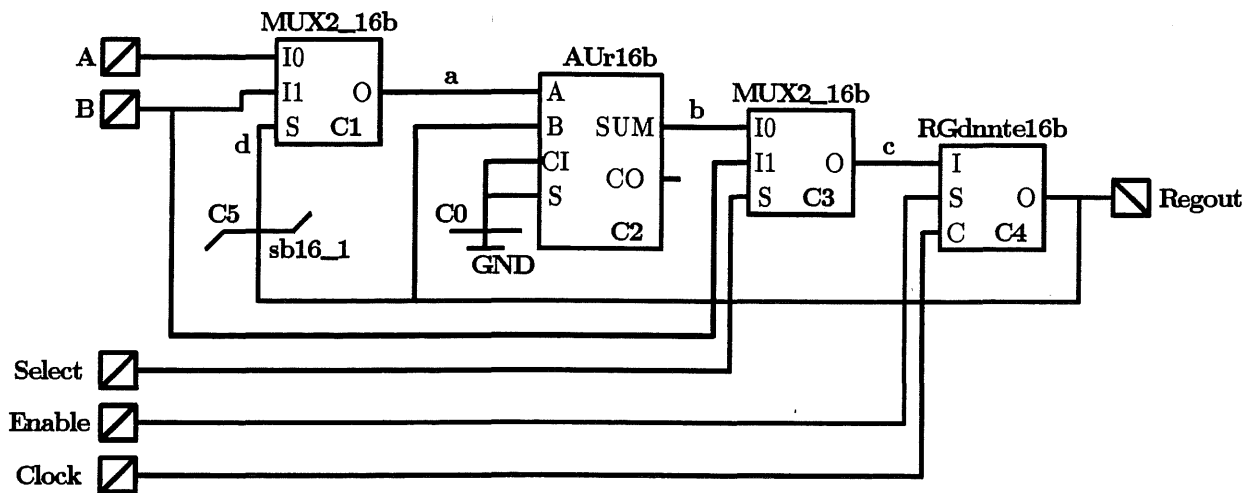 MUX2_16b
A
I0
I1
O
S
C1
B
a
d
AUr16b
A
B
SUM
CI
CO
S
C2
b
MUX2_16b
I0
I1
O
S
C3
c
RGdnnte16b
I
S
O
C
C4
Regout
C5
sb16_1
C0
GND
Select
Enable
Clock